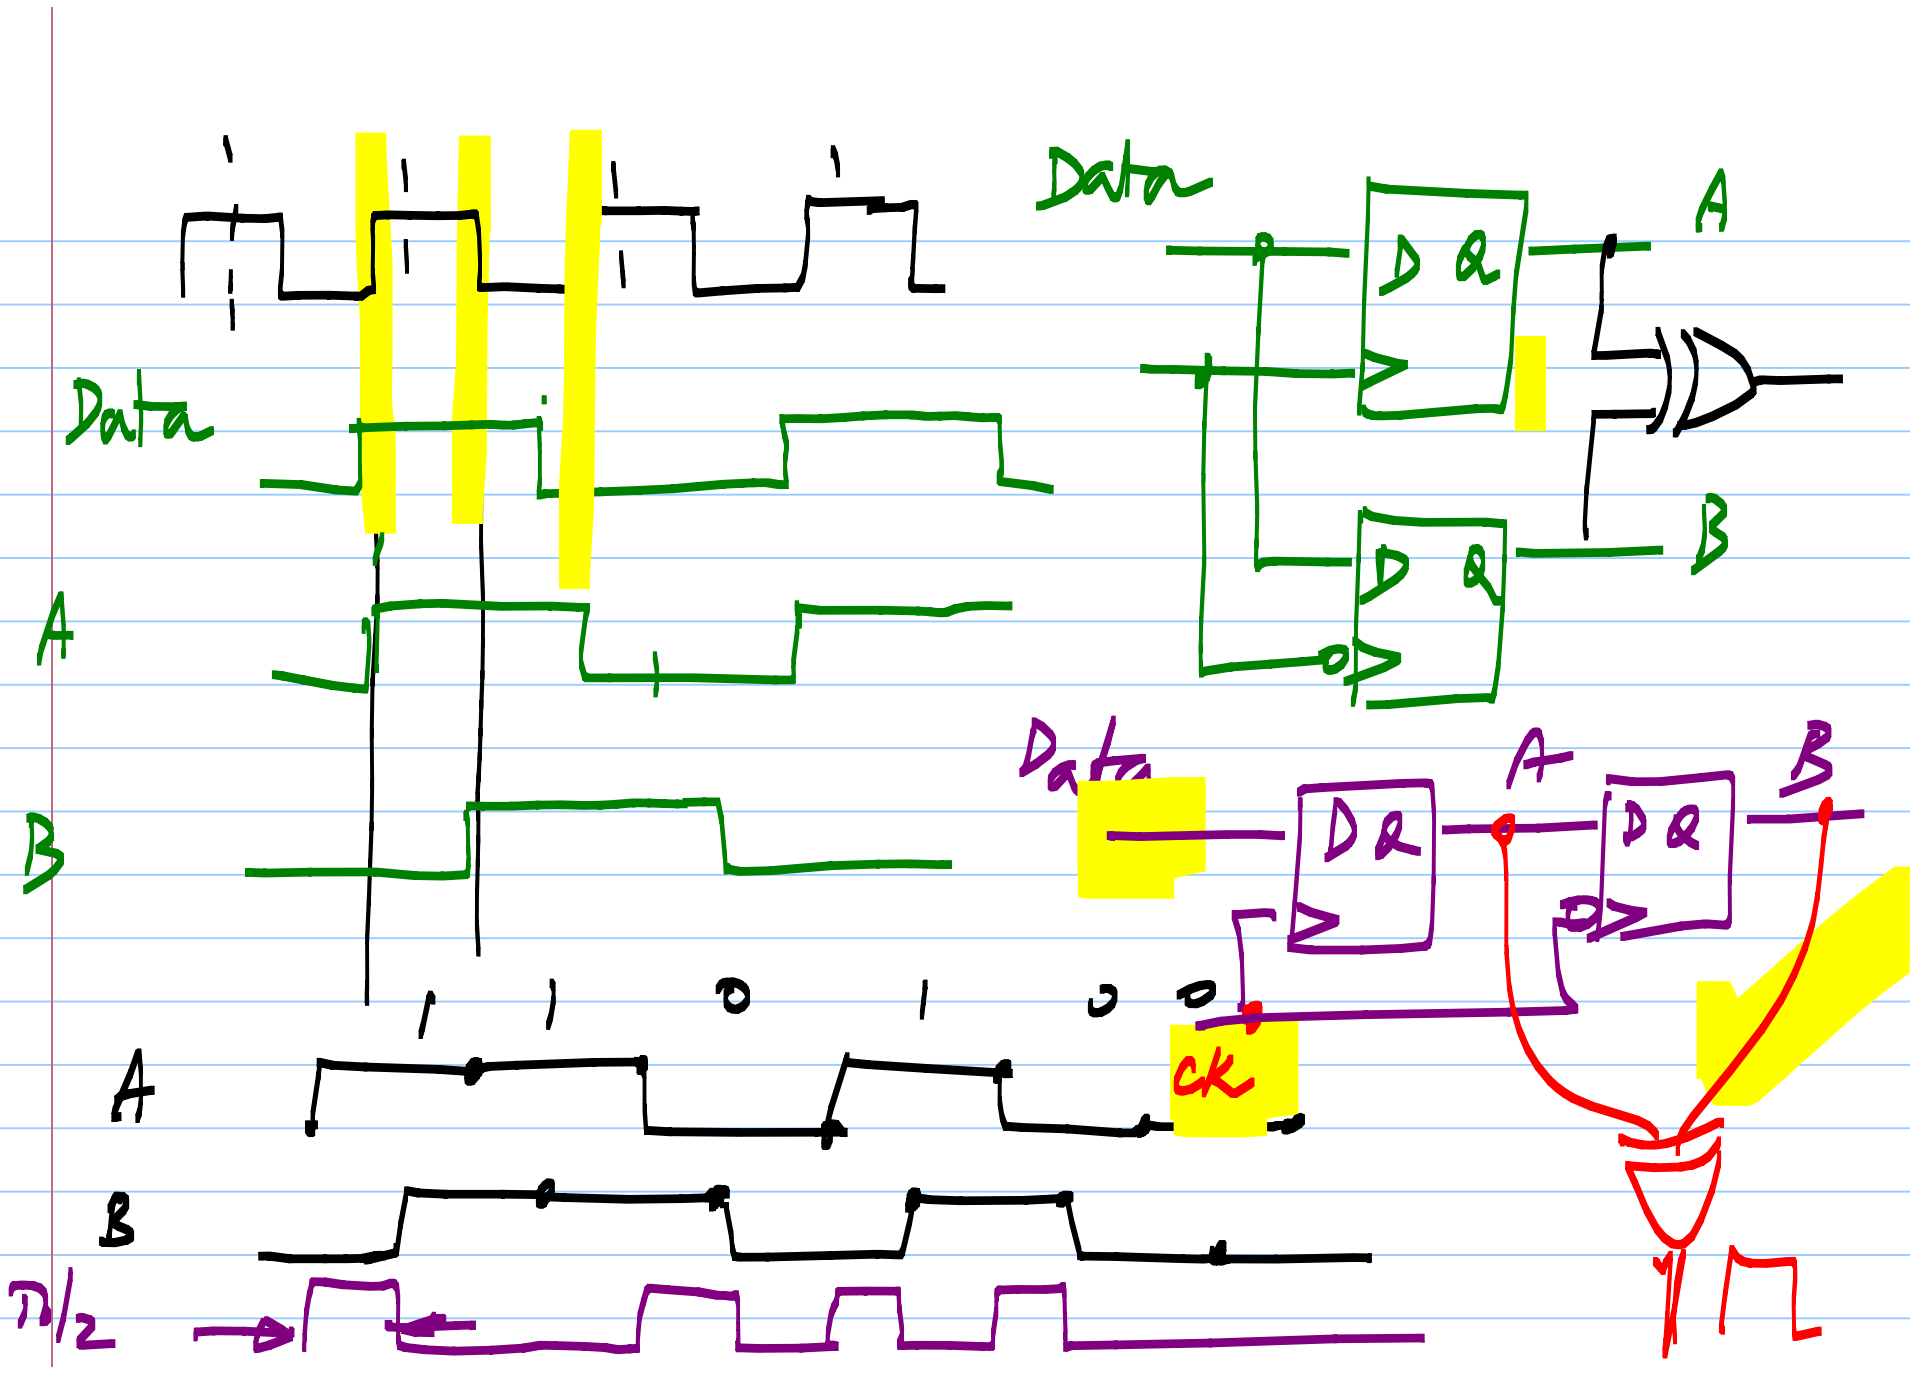 Data A
D Q
Data
D Q B
A
Data A B
D Q D Q
B
1 1 0 1 0 0
A CK
B
π/2